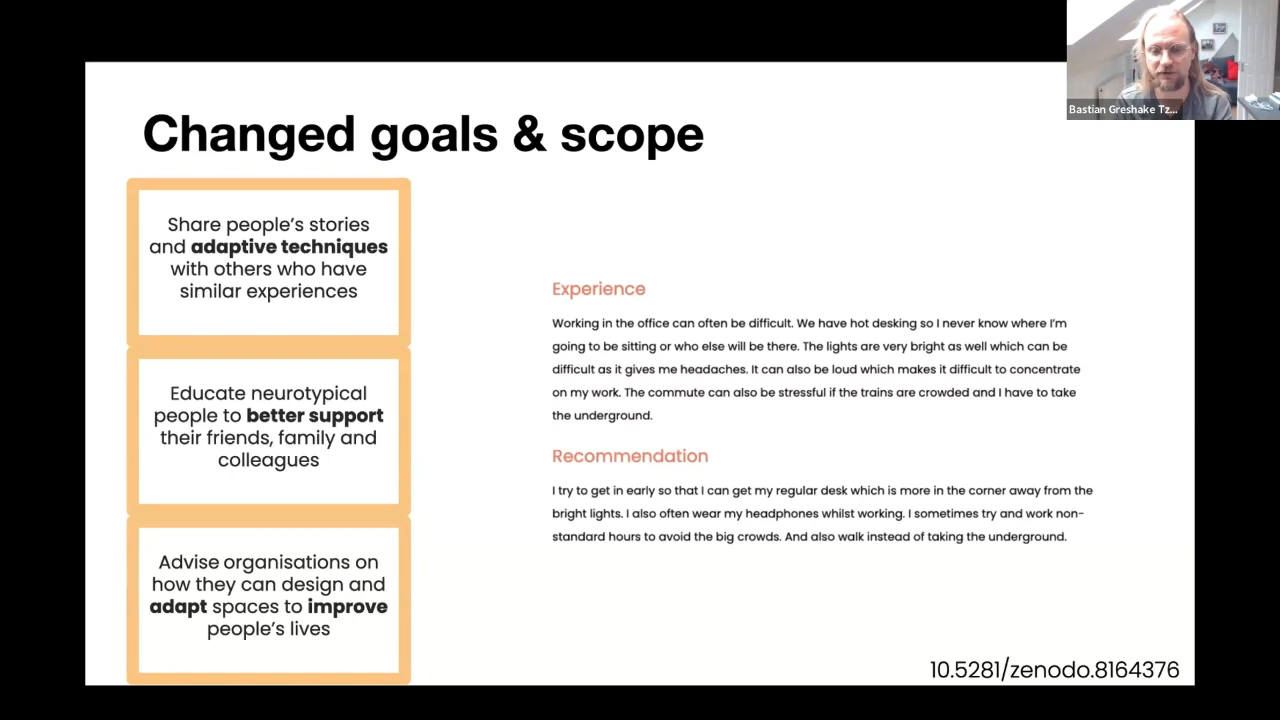 Changed goals & scope
Share people's stories
and adaptive techniques
with others who have
similar experiences
Educate neurotypical
people to better support
their friends, family and
colleagues
Advise organisations on
how they can design and
adapt spaces to improve
people's lives
Experience
Working in the office can often be difficult. We have hot desking so I never know where I'm
going to be sitting or who else will be there. The lights are very bright as well which can be
difficult as it gives me headaches. It can also be loud which makes it difficult to concentrate
on my work. The commute can also be stressful if the trains are crowded and I have to take
the underground.
Recommendation
I try to get in early so that I can get my regular desk which is more in the corner away from the
bright lights. I also often wear my headphones whilst working. I sometimes try and work non-
standard hours to avoid the big crowds. And also walk instead of taking the underground.
10.5281/zenodo.8164376
Bastian Greshake Tz...